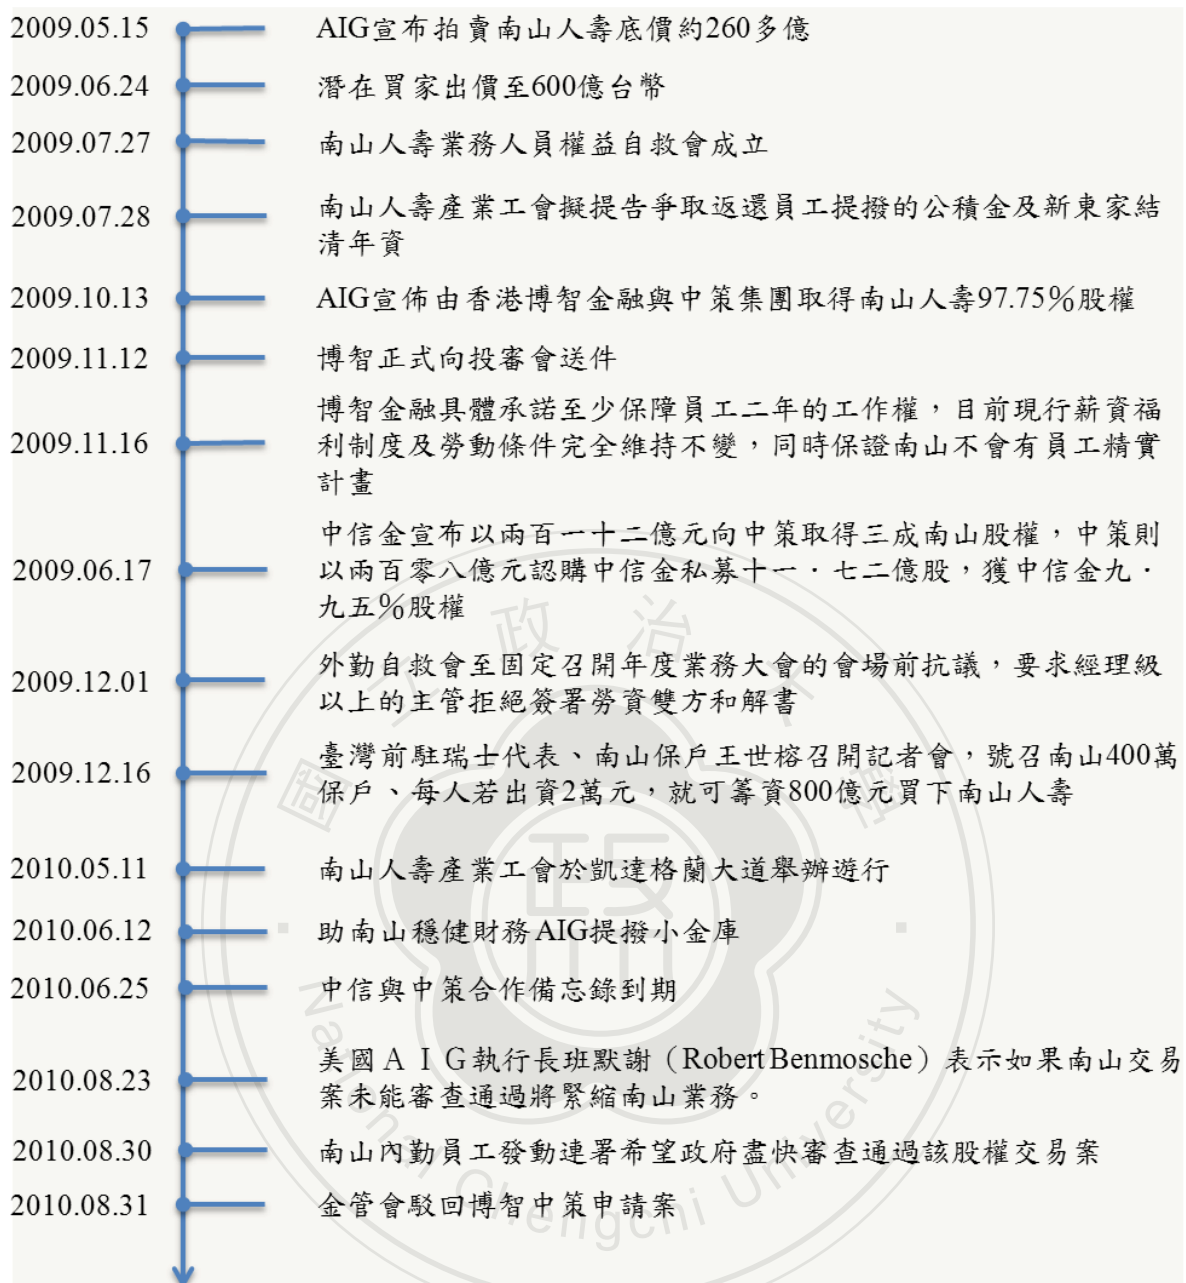 2009.05.15 AIG宣布拍賣南山人壽底價約260多億
2009.06.24 潛在買家出價至600億台幣
2009.07.27 南山人壽業務人員權益自救會成立
2009.07.28 南山人壽產業工會擬提告爭取返還員工提撥的公積金及新東家結
清年資
2009.10.13 AIG宣佈由香港博智金融與中策集團取得南山人壽97.75％股權
2009.11.12 博智正式向投審會送件
博智金融具體承諾至少保障員工二年的工作權，目前現行薪資福
2009.11.16 利制度及勞動條件完全維持不變，同時保證南山不會有員工精實
計畫
中信金宣布以兩百一十二億元向中策取得三成南山股權，中策則
2009.06.17 以兩百零八億元認購中信金私募十一．七二億股，獲中信金九．
九五％股權
2009.12.01 外勤自救會至固定召開年度業務大會的會場前抗議，要求經理級
以上的主管拒絕簽署勞資雙方和解書
2009.12.16 臺灣前駐瑞士代表、南山保戶王世榕召開記者會，號召南山400萬
保戶、每人若出資2萬元，就可籌資800億元買下南山人壽
2010.05.11 南山人壽產業工會於凱達格蘭大道舉辦遊行
2010.06.12 助南山穩健財務AIG提撥小金庫
2010.06.25 中信與中策合作備忘錄到期
2010.08.23 美國ＡＩＧ執行長班默謝（Robert Benmosche）表示如果南山交易
案未能審查通過將緊縮南山業務。
2010.08.30 南山內勤員工發動連署希望政府盡快審查通過該股權交易案
2010.08.31 金管會駁回博智中策申請案
國立政治大學
National Chengchi University